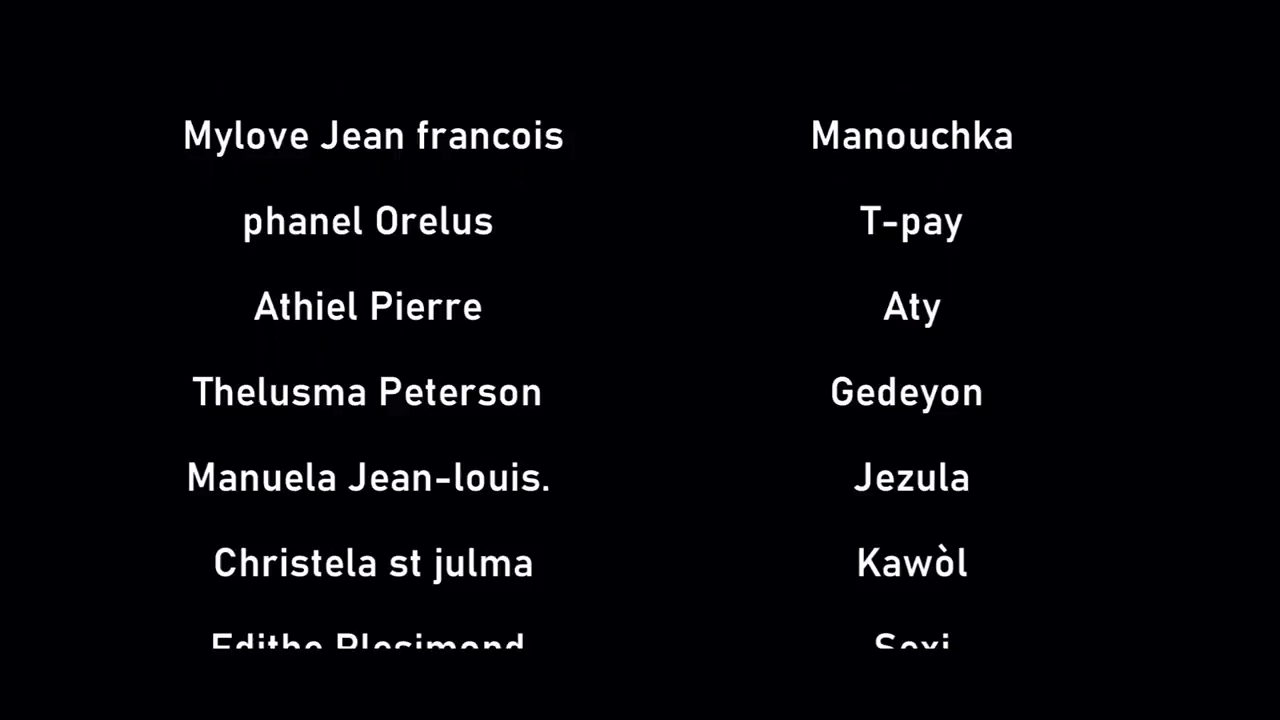 Mylove Jean francois Manouchka
phanel Orelus T-pay
Athiel Pierre Aty
Thelusma Peterson Gedeyon
Manuela Jean-louis. Jezula
Christela st julma Kawòl